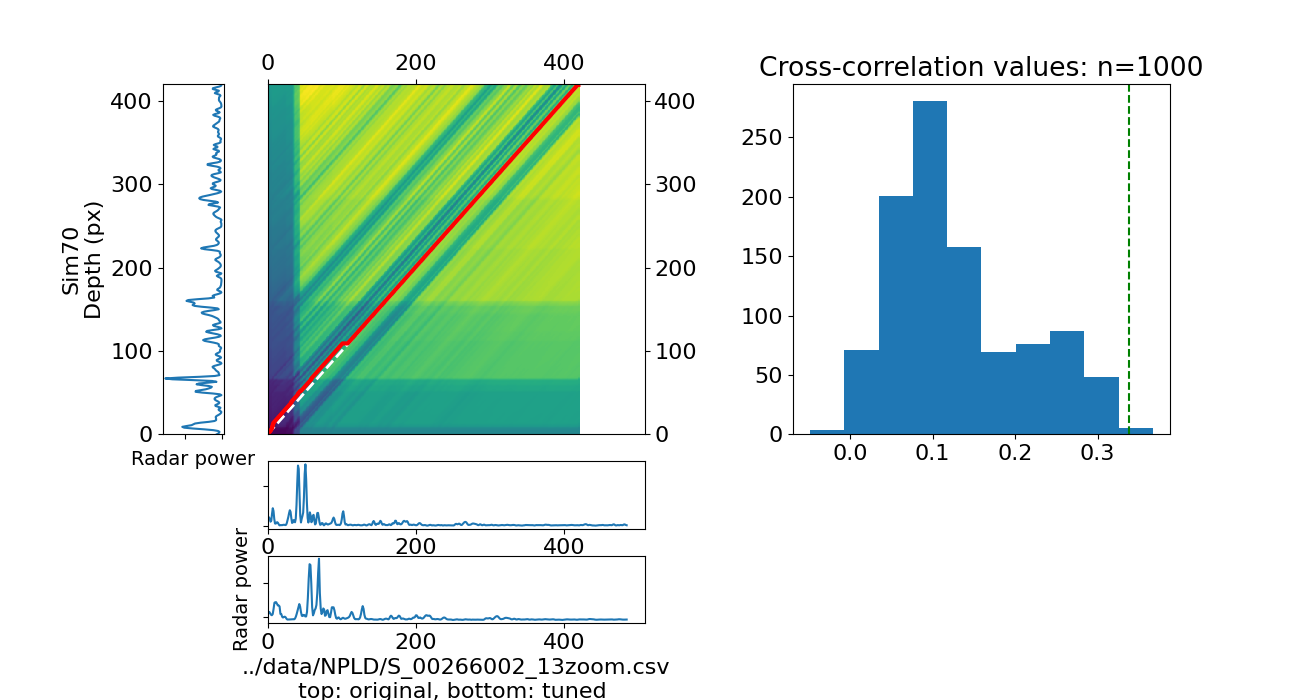 0 200 400
Cross-correlation values: n=1000
Sim70
Depth (px)
400
300
200
100
0
400
300
200
100
0
Radar power
250
200
150
100
50
0
0.0 0.1 0.2 0.3
0 200 400
Radar power
0 200 400
../data/NPLD/S_00266002_13zoom.csv
top: original, bottom: tuned